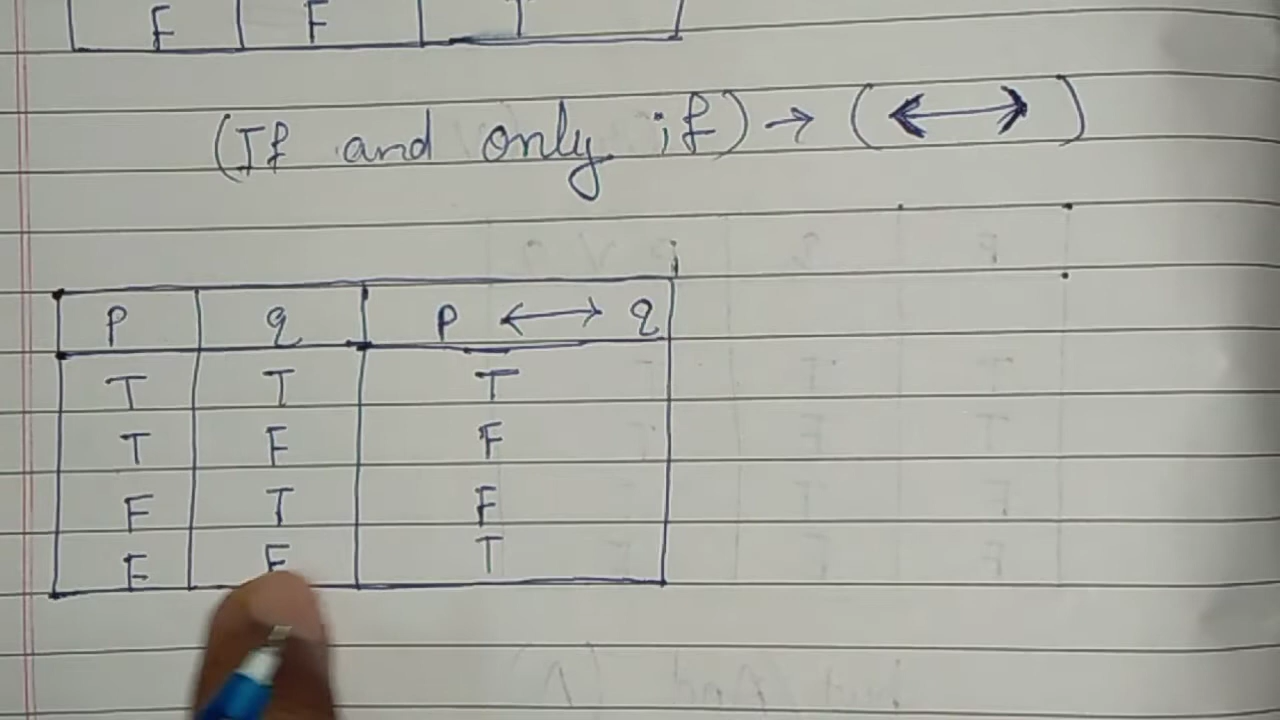 F F T
(If and only if) → (↔)
p q p ↔ q
T T T
T F F
F T F
F F T